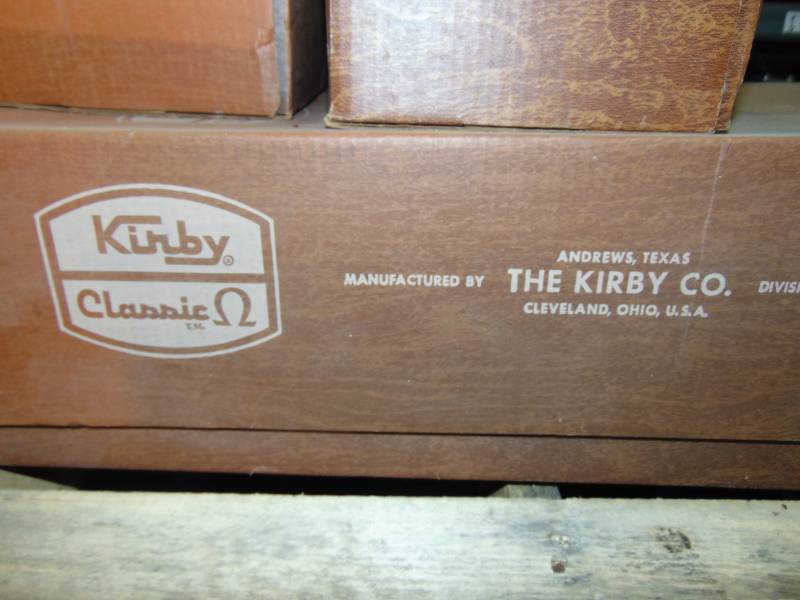 Kirby®
Classic Ω
T.M.
MANUFACTURED BY
ANDREWS, TEXAS
THE KIRBY CO.
CLEVELAND, OHIO, U.S.A.